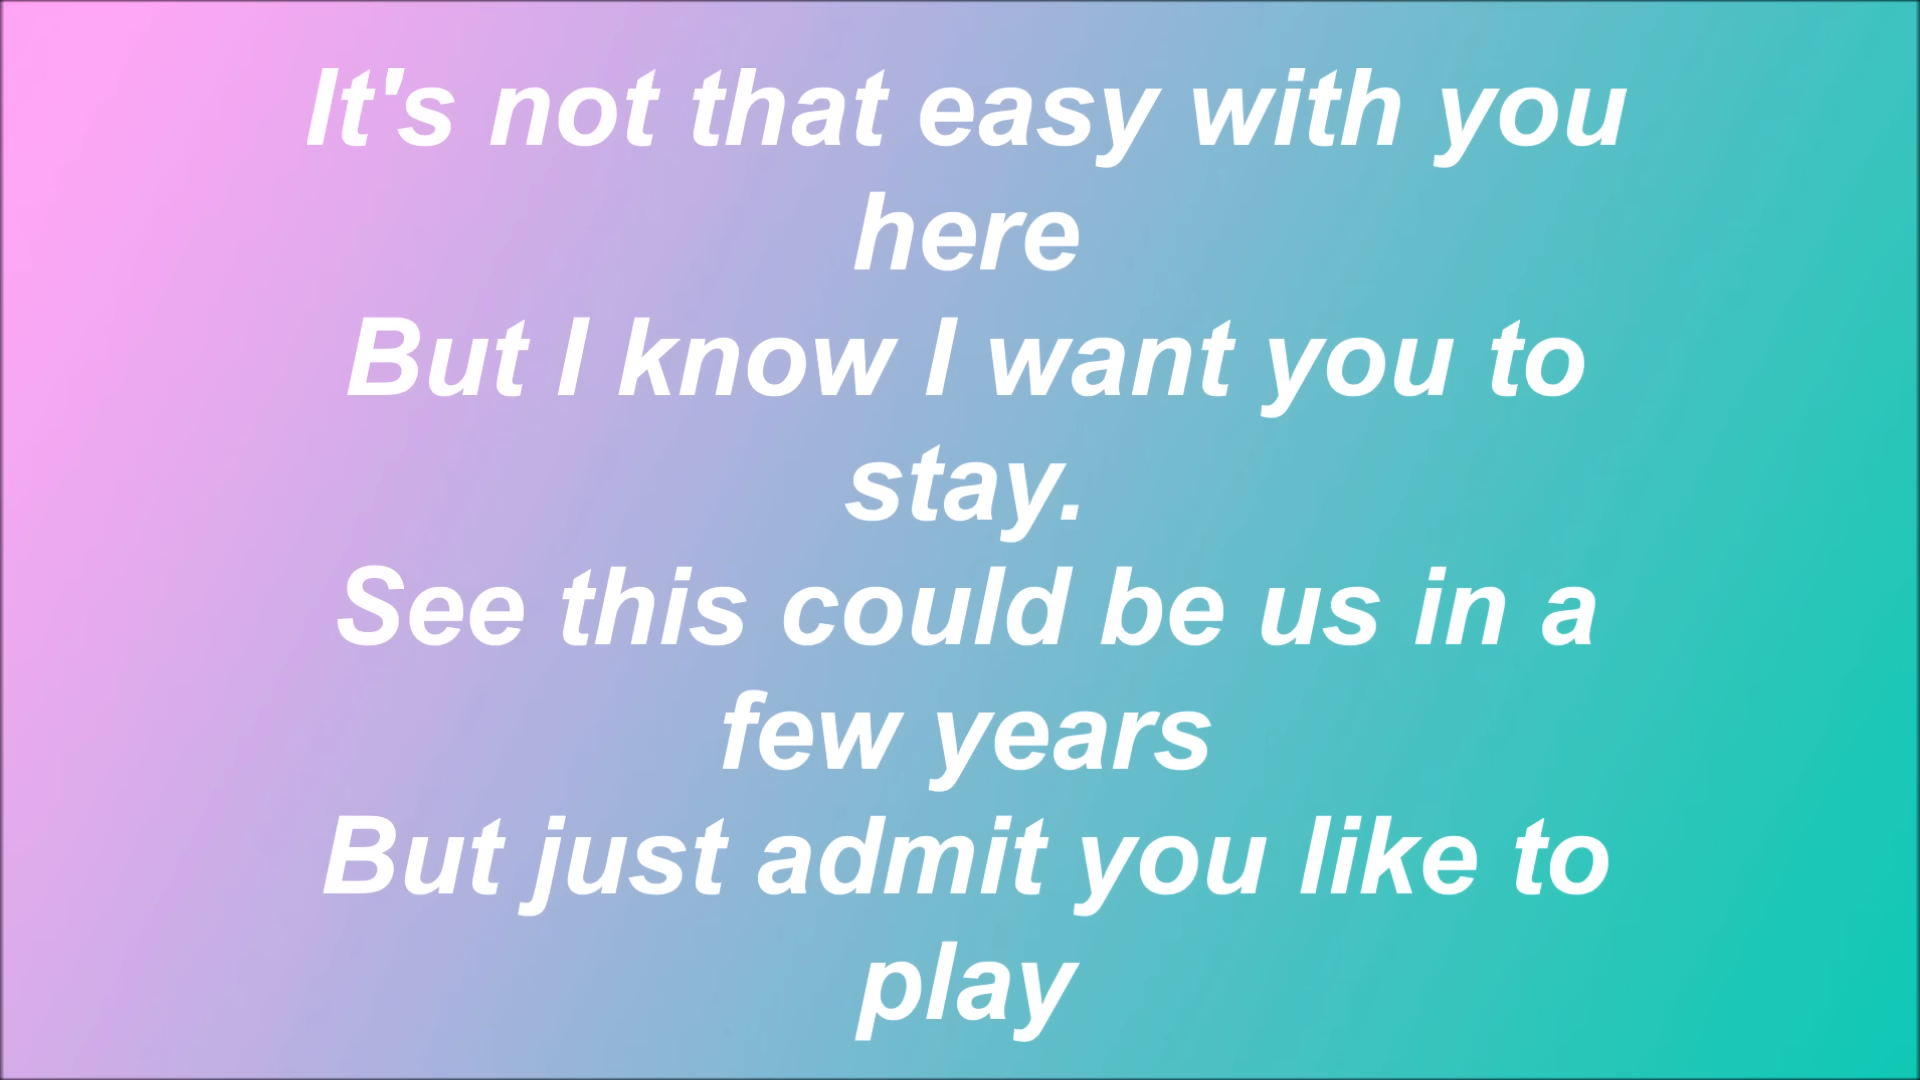 It's not that easy with you
here
But I know I want you to
stay.
See this could be us in a
few years
But just admit you like to
play